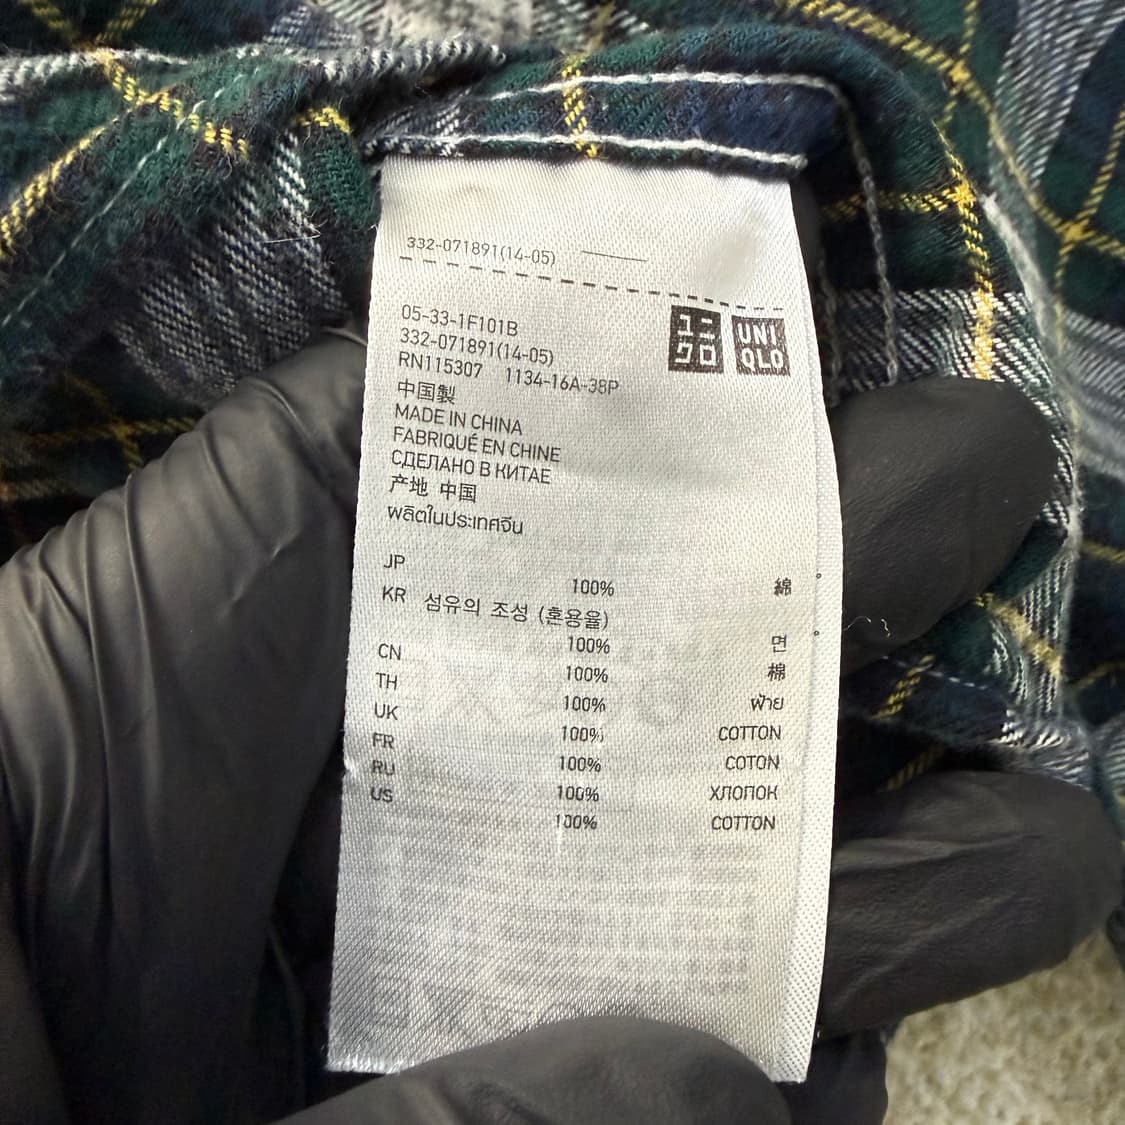 332-071891(14-05)
ユニ
クロ
UNI
QLO
05-33-1F101B
332-071891(14-05)
RN115307 1134-16A-38P
中国製
MADE IN CHINA
FABRIQUÉ EN CHINE
СДЕЛАНО В КИТАЕ
产地 中国
ผลิตในประเทศจีน
JP
100% 綿
KR 섬유의 조성 (혼용율)
100% 면
CN 100% 棉
TH 100% ฝ้าย
UK 100% COTTON
FR 100% COTON
RU 100% ХЛОПОК
US 100% COTTON